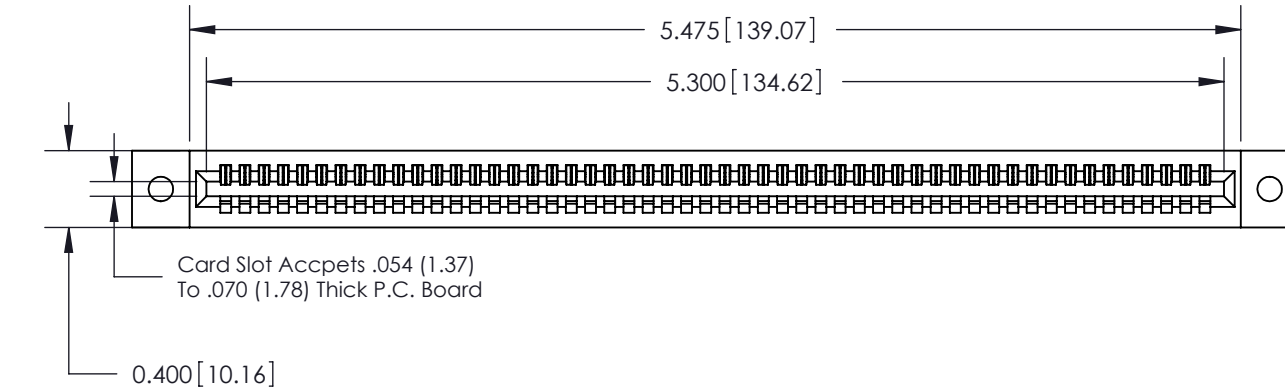 5.475 [139.07]
5.300 [134.62]
Card Slot Accpets .054 (1.37)
To .070 (1.78) Thick P.C. Board
0.400 [10.16]